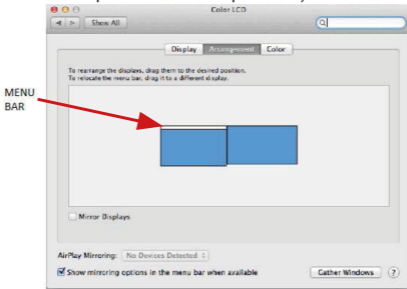 Color LCD
Show All
Display Arrangement Color
To rearrange the displays, drag them to the desired position.
To relocate the menu bar, drag it to a different display.
MENU
BAR
Mirror Displays
AirPlay Mirroring: No Devices Detected
Show mirroring options in the menu bar when available
Gather Windows ?